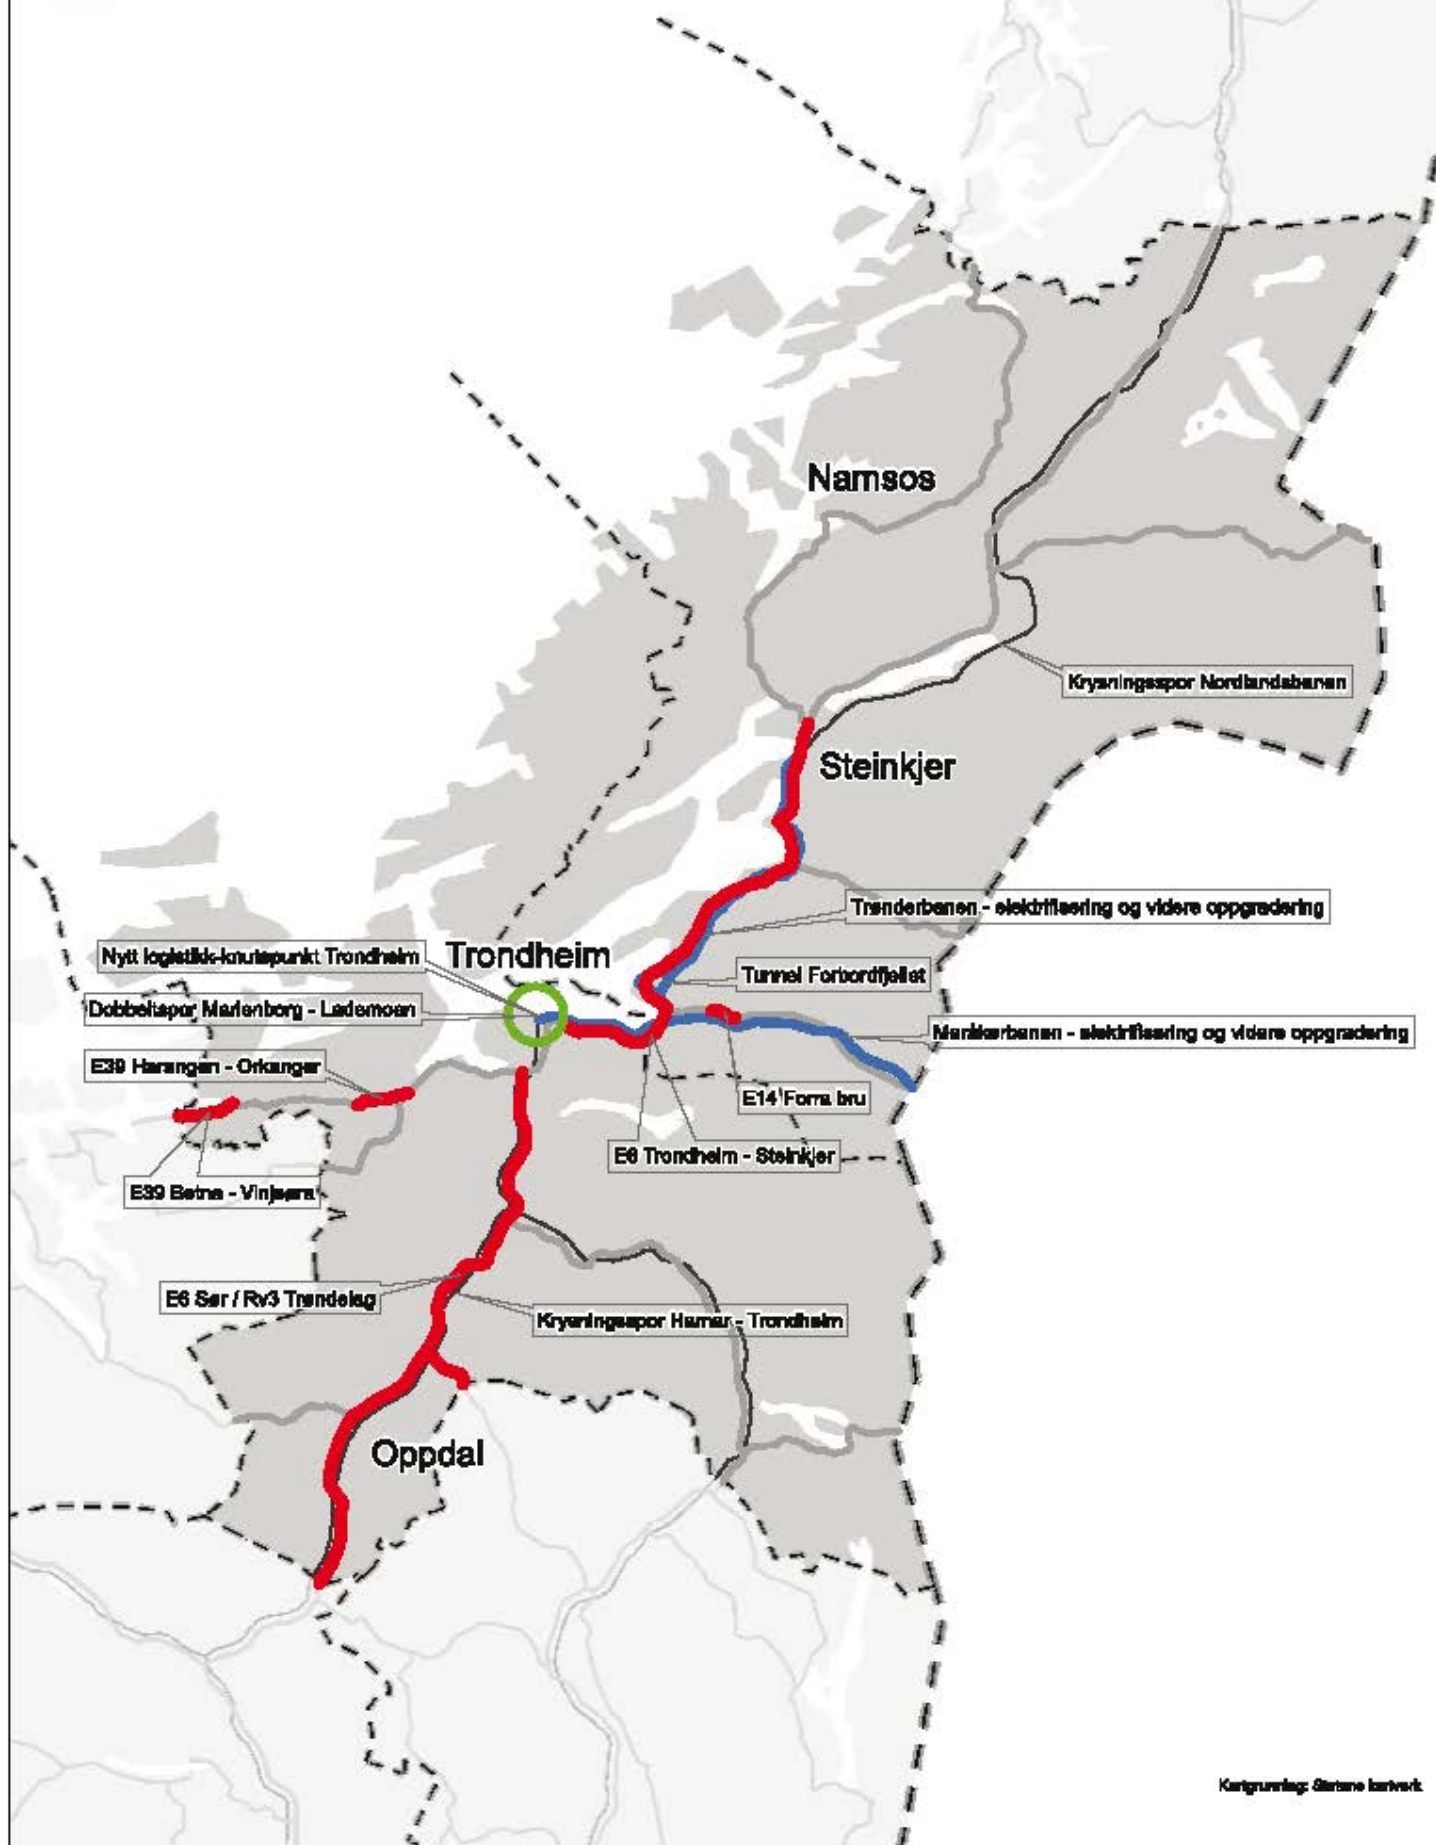 Namsos
Kryssningsspor Nordlandsbanen
Steinkjer
Trønderbanen - elektrifisering og videre oppgradering
Nytt logistikk-knutepunkt Trondheim
Trondheim
Tunnel Forbordfjellet
Dobbeltspor Marienborg - Lademoen
Meråkerbanen - elektrifisering og videre oppgradering
E39 Harangen - Orkanger
E14 Forra bru
E6 Trondheim - Steinkjer
E39 Betna - Vinjeøra
E6 Sør / Rv3 Trøndelag
Kryssningsspor Hamar - Trondheim
Oppdal
Kartgrunnlag: Statens kartverk